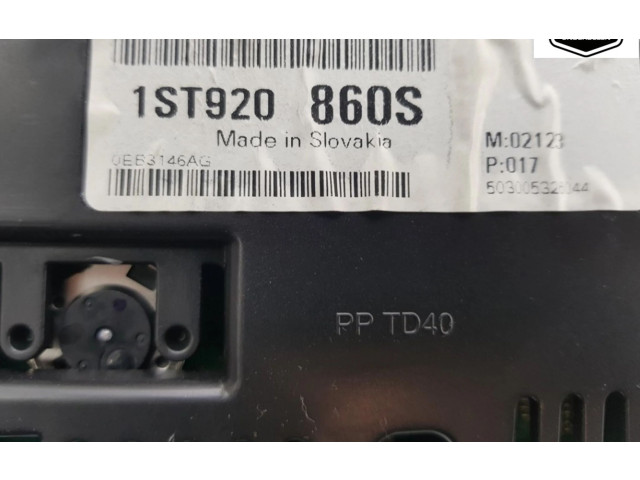 1ST920 860S
Made in Slovakia
0EB3146AG
M:02123
P:017
PP TD40